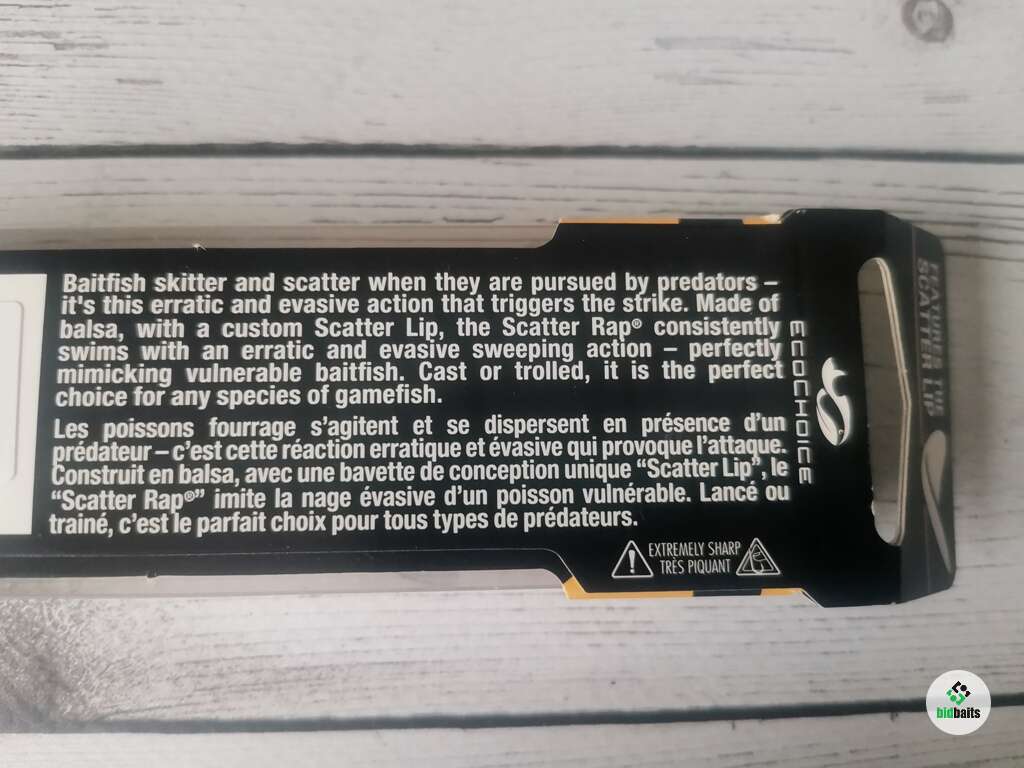 Baitfish skitter and scatter when they are pursued by predators –
it's this erratic and evasive action that triggers the strike. Made of
balsa, with a custom Scatter Lip, the Scatter Rap® consistently
swims with an erratic and evasive sweeping action – perfectly
mimicking vulnerable baitfish. Cast or trolled, it is the perfect
choice for any species of gamefish.
Les poissons fourrage s'agitent et se dispersent en présence d'un
prédateur – c'est cette réaction erratique et évasive qui provoque l'attaque.
Construit en balsa, avec une bavette de conception unique “Scatter Lip”, le
“Scatter Rap®” imite la nage évasive d'un poisson vulnérable. Lancé ou
trainé, c'est le parfait choix pour tous types de prédateurs.
ECOCHOICE
EXTREMELY SHARP
TRÈS PIQUANT
FEATURES THE
SCATTER LIP
bidbaits